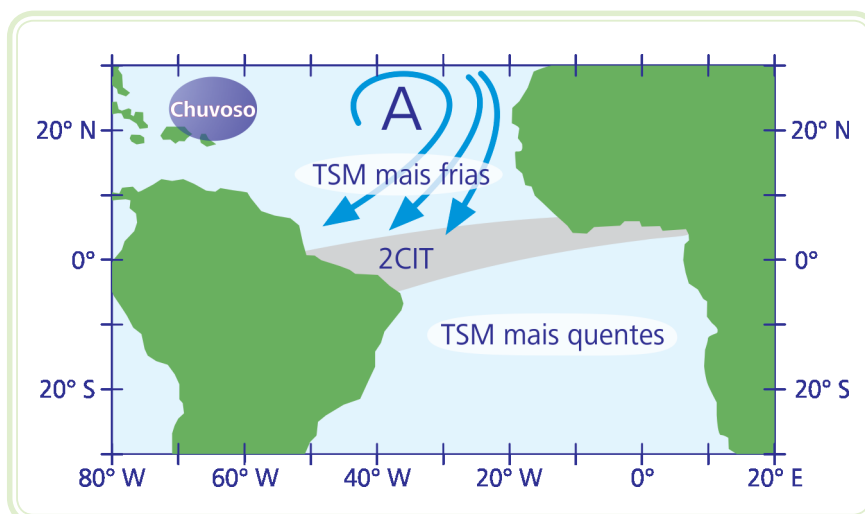 Chuvoso
A
20° N
20° N
TSM mais frias
0°
2CIT
0°
TSM mais quentes
20° S
20° S
80° W
60° W
40° W
20° W
0°
20° E